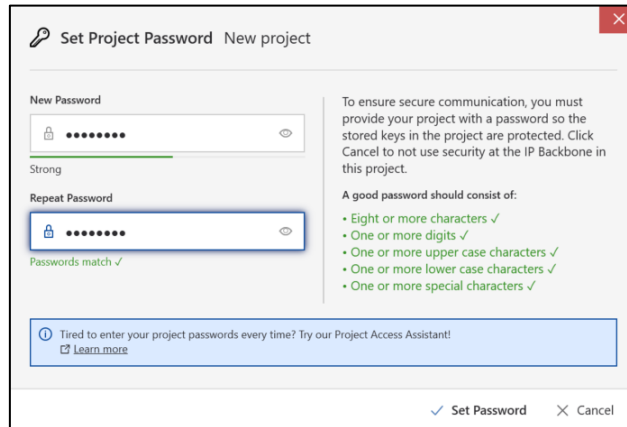 Set Project Password New project
New Password
●●●●●●●●
Strong
Repeat Password
●●●●●●●●
Passwords match ✓
To ensure secure communication, you must
provide your project with a password so the
stored keys in the project are protected. Click
Cancel to not use security at the IP Backbone in
this project.
A good password should consist of:
• Eight or more characters ✓
• One or more digits ✓
• One or more upper case characters ✓
• One or more lower case characters ✓
• One or more special characters ✓
Tired to enter your project passwords every time? Try our Project Access Assistant!
Learn more
Set Password
Cancel